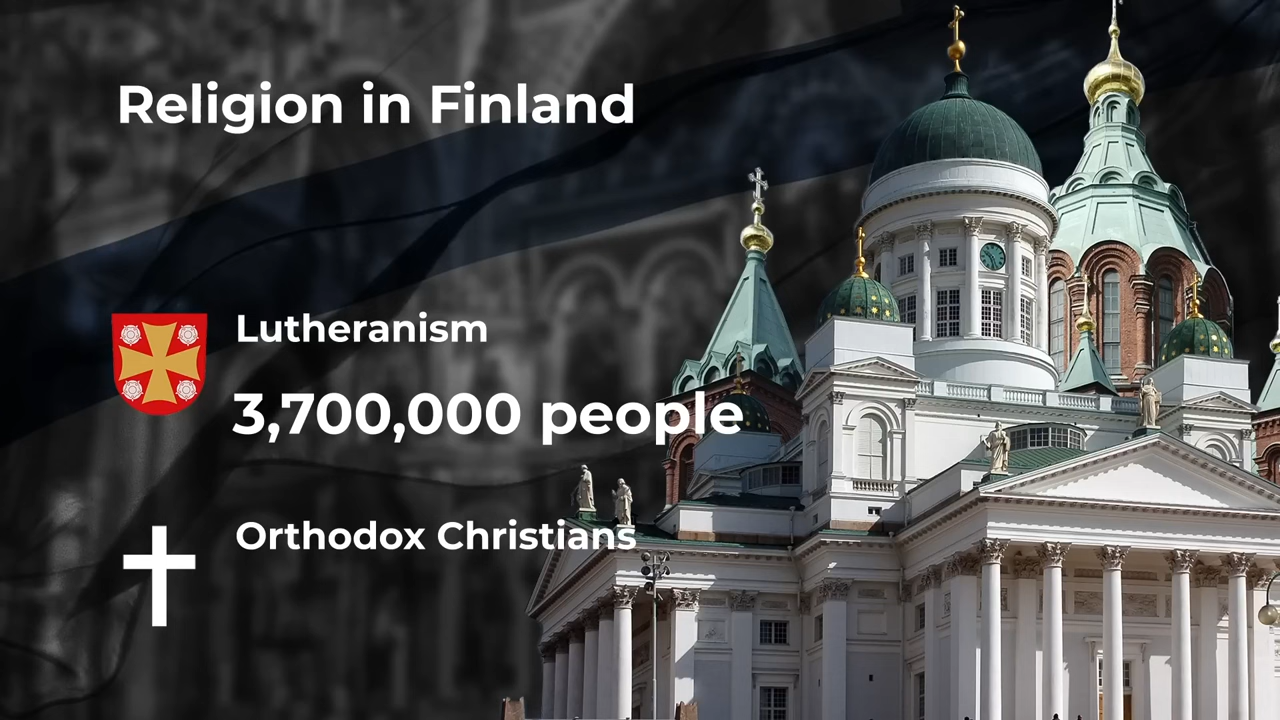 Religion in Finland
Lutheranism
3,700,000 people
Orthodox Christians